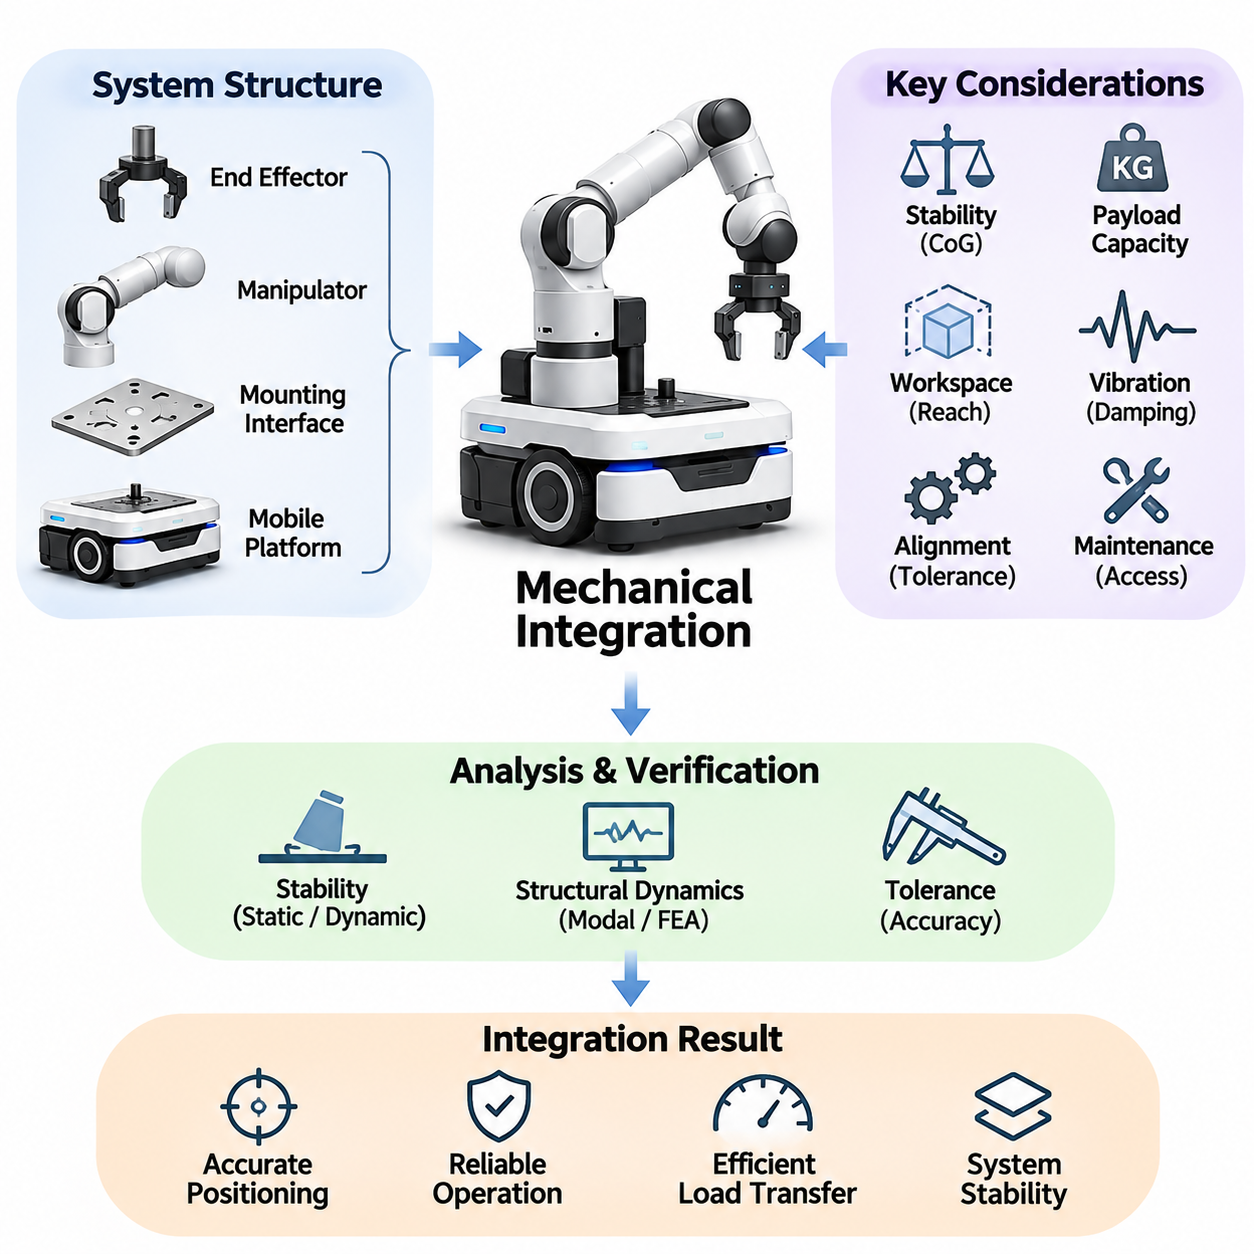 System Structure
End Effector
Manipulator
Mounting
Interface
Mobile
Platform
Key Considerations
Stability
(CoG)
KG
Payload
Capacity
Workspace
(Reach)
Vibration
(Damping)
Alignment
(Tolerance)
Maintenance
(Access)
Mechanical
Integration
Analysis & Verification
Stability
(Static / Dynamic)
Structural Dynamics
(Modal / FEA)
Tolerance
(Accuracy)
Integration Result
Accurate
Positioning
Reliable
Operation
Efficient
Load Transfer
System
Stability